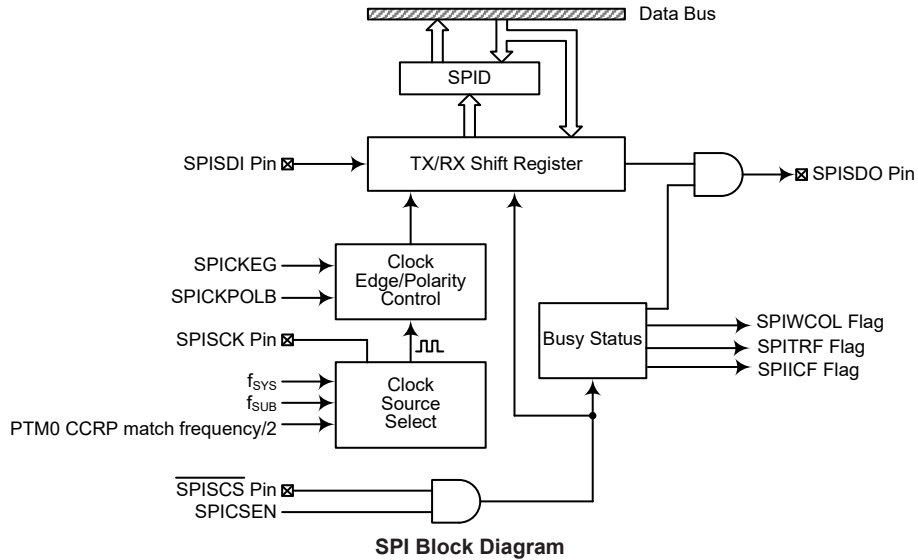 Data Bus
SPID
SPISDI Pin
TX/RX Shift Register
SPISDO Pin
SPICKEG
SPICKPOLB
Clock
Edge/Polarity
Control
SPISCK Pin
Busy Status
SPIWCOL Flag
SPITRF Flag
SPIICF Flag
fSYS
fSUB
PTM0 CCRP match frequency/2
Clock
Source
Select
SPISCS Pin
SPICSEN
SPI Block Diagram